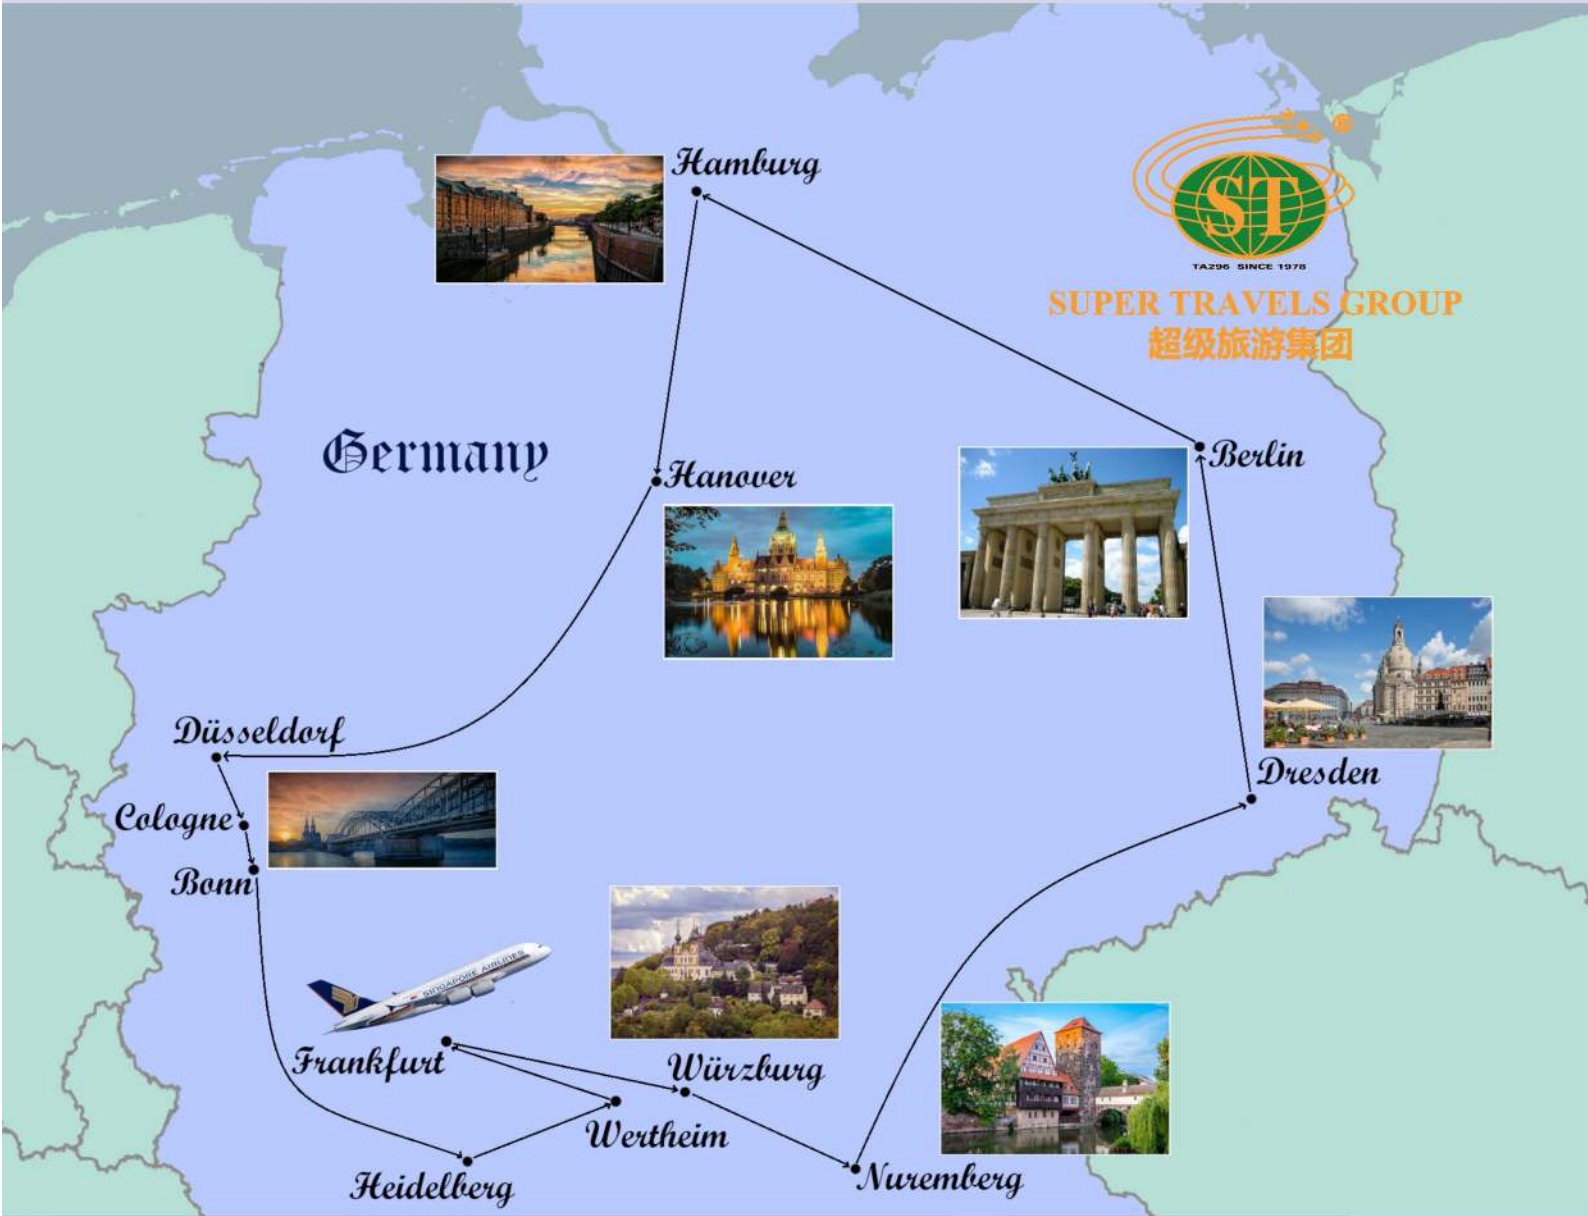 Hamburg
ST
®
TA296 SINCE 1978
SUPER TRAVELS GROUP
超级旅游集团
Germany
Hanover
Berlin
Düsseldorf
Dresden
Cologne
Bonn
SINGAPORE AIRLINES
Frankfurt
Würzburg
Wertheim
Heidelberg
Nuremberg